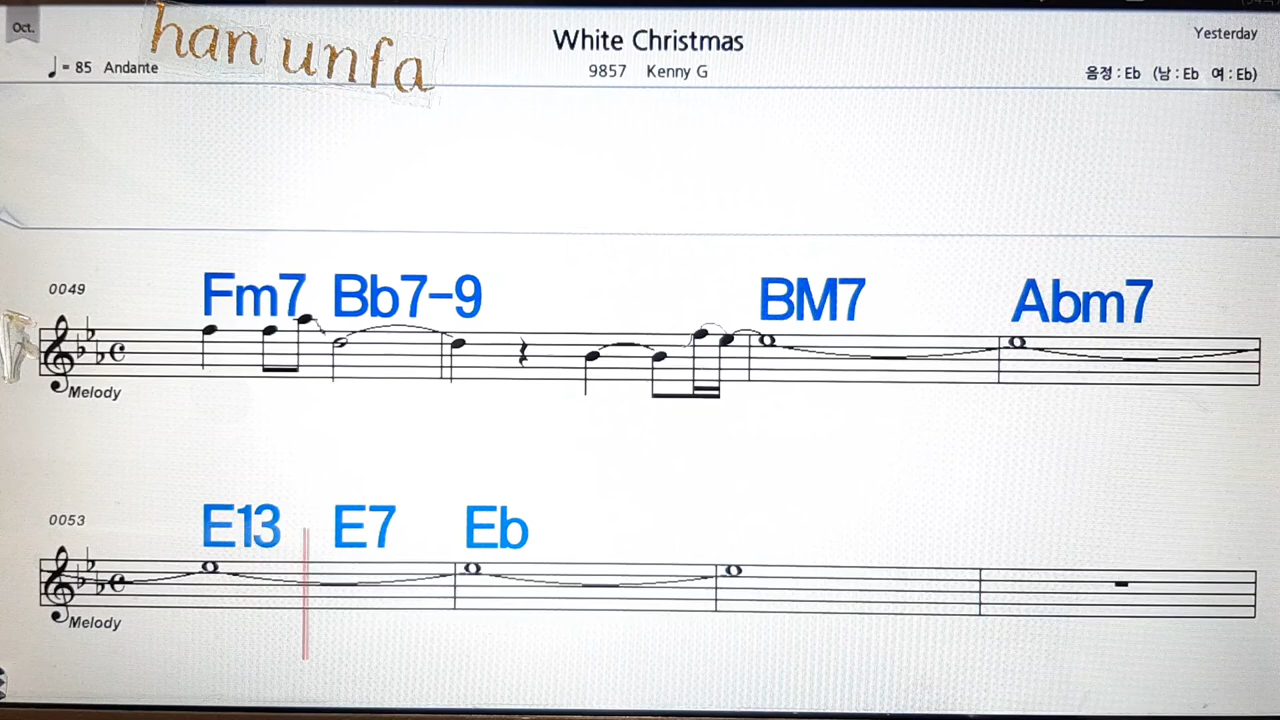 Oct.
han unfa
♩= 85 Andante
White Christmas
9857 Kenny G
Yesterday
음정 : Eb (남 : Eb 여 : Eb)
0049
Fm7 Bb7-9 BM7 Abm7
Melody
0053
E13 E7 Eb
Melody